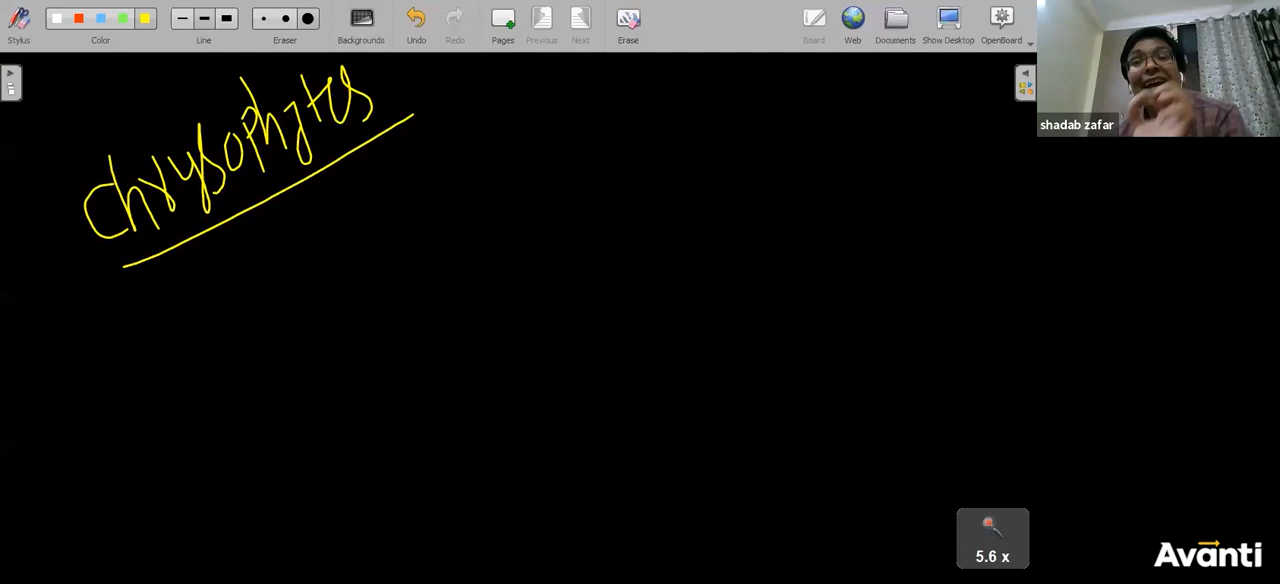 Stylus
Color
Line
Eraser
Backgrounds
Undo
Redo
Pages
Previous
Next
Erase
Board
Web
Documents
Show Desktop
OpenBoard
shadab zafar
Chrysophytes
5.6 x
Avanti